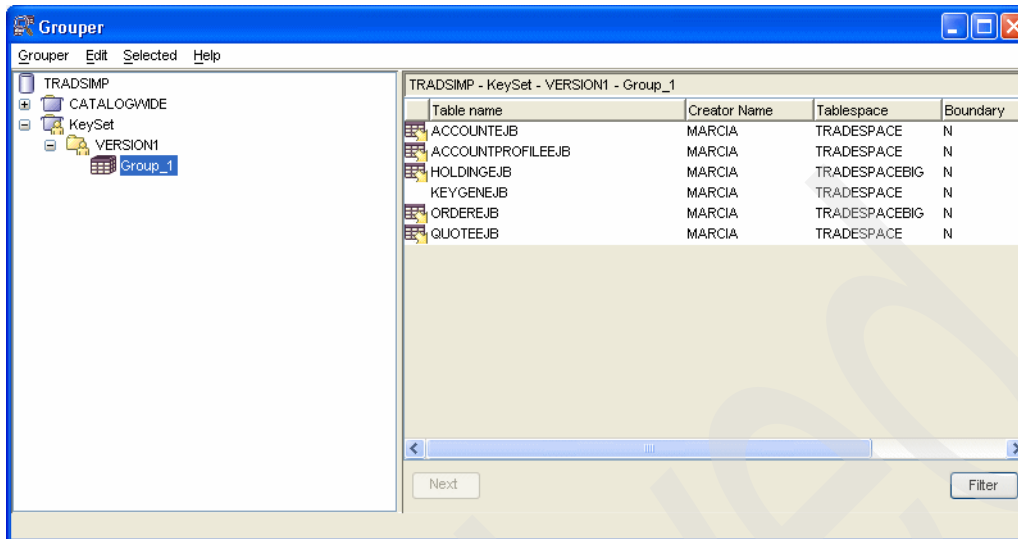 Grouper
Grouper Edit Selected Help
TRADSIMP
CATALOGWIDE
KeySet
VERSION1
Group_1
TRADSIMP - KeySet - VERSION1 - Group_1
Table name Creator Name Tablespace Boundary
ACCOUNTEJB MARCIA TRADESPACE N
ACCOUNTPROFILEEJB MARCIA TRADESPACE N
HOLDINGEJB MARCIA TRADESPACEBIG N
KEYGENEJB MARCIA TRADESPACE N
ORDEREJB MARCIA TRADESPACEBIG N
QUOTEEJB MARCIA TRADESPACE N
Next Filter